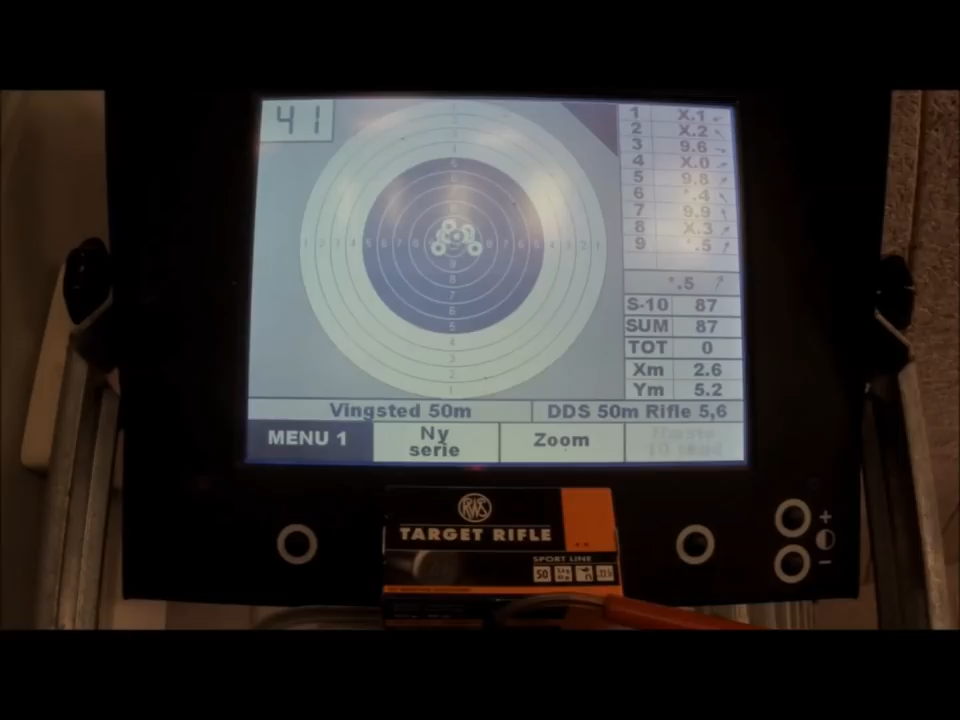 41
1 X.1
2 X.2
3 9.6
4 X.0
5 9.8
6 *.4
7 9.9
8 X.3
9 *.5
*.5
S-10 87
SUM 87
TOT 0
Xm 2.6
Ym 5.2
Vingsted 50m DDS 50m Rifle 5,6
MENU 1 Ny serie Zoom
RWS
TARGET RIFLE
SPORT LINE
50
+
-